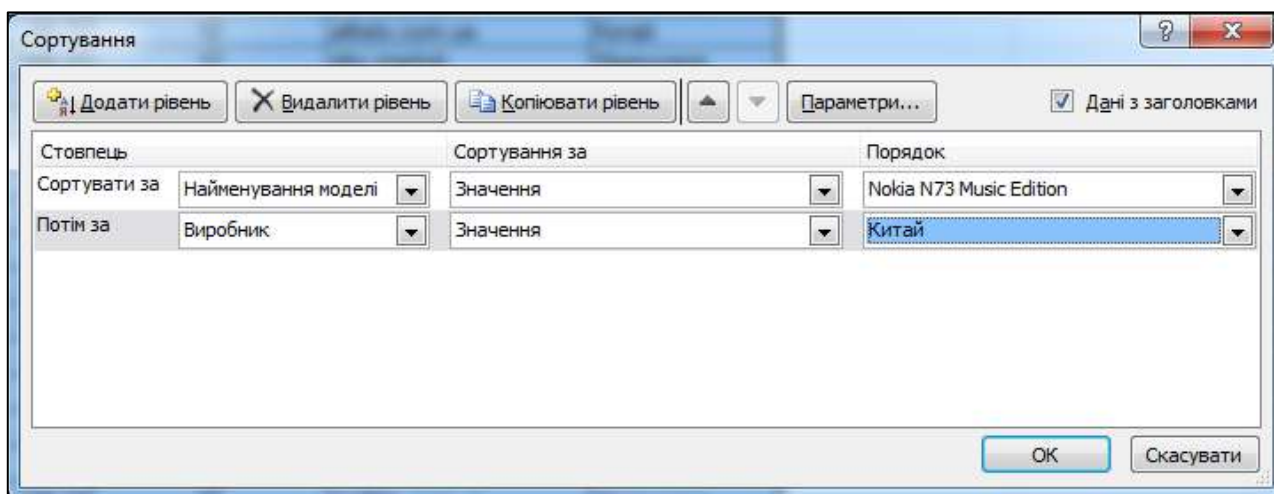 Сортування
Додати рівень Видалити рівень Копіювати рівень Параметри... Дані з заголовками
Стовпець Сортування за Порядок
Сортувати за Найменування моделі Значення Nokia N73 Music Edition
Потім за Виробник Значення Китай
ОК Скасувати